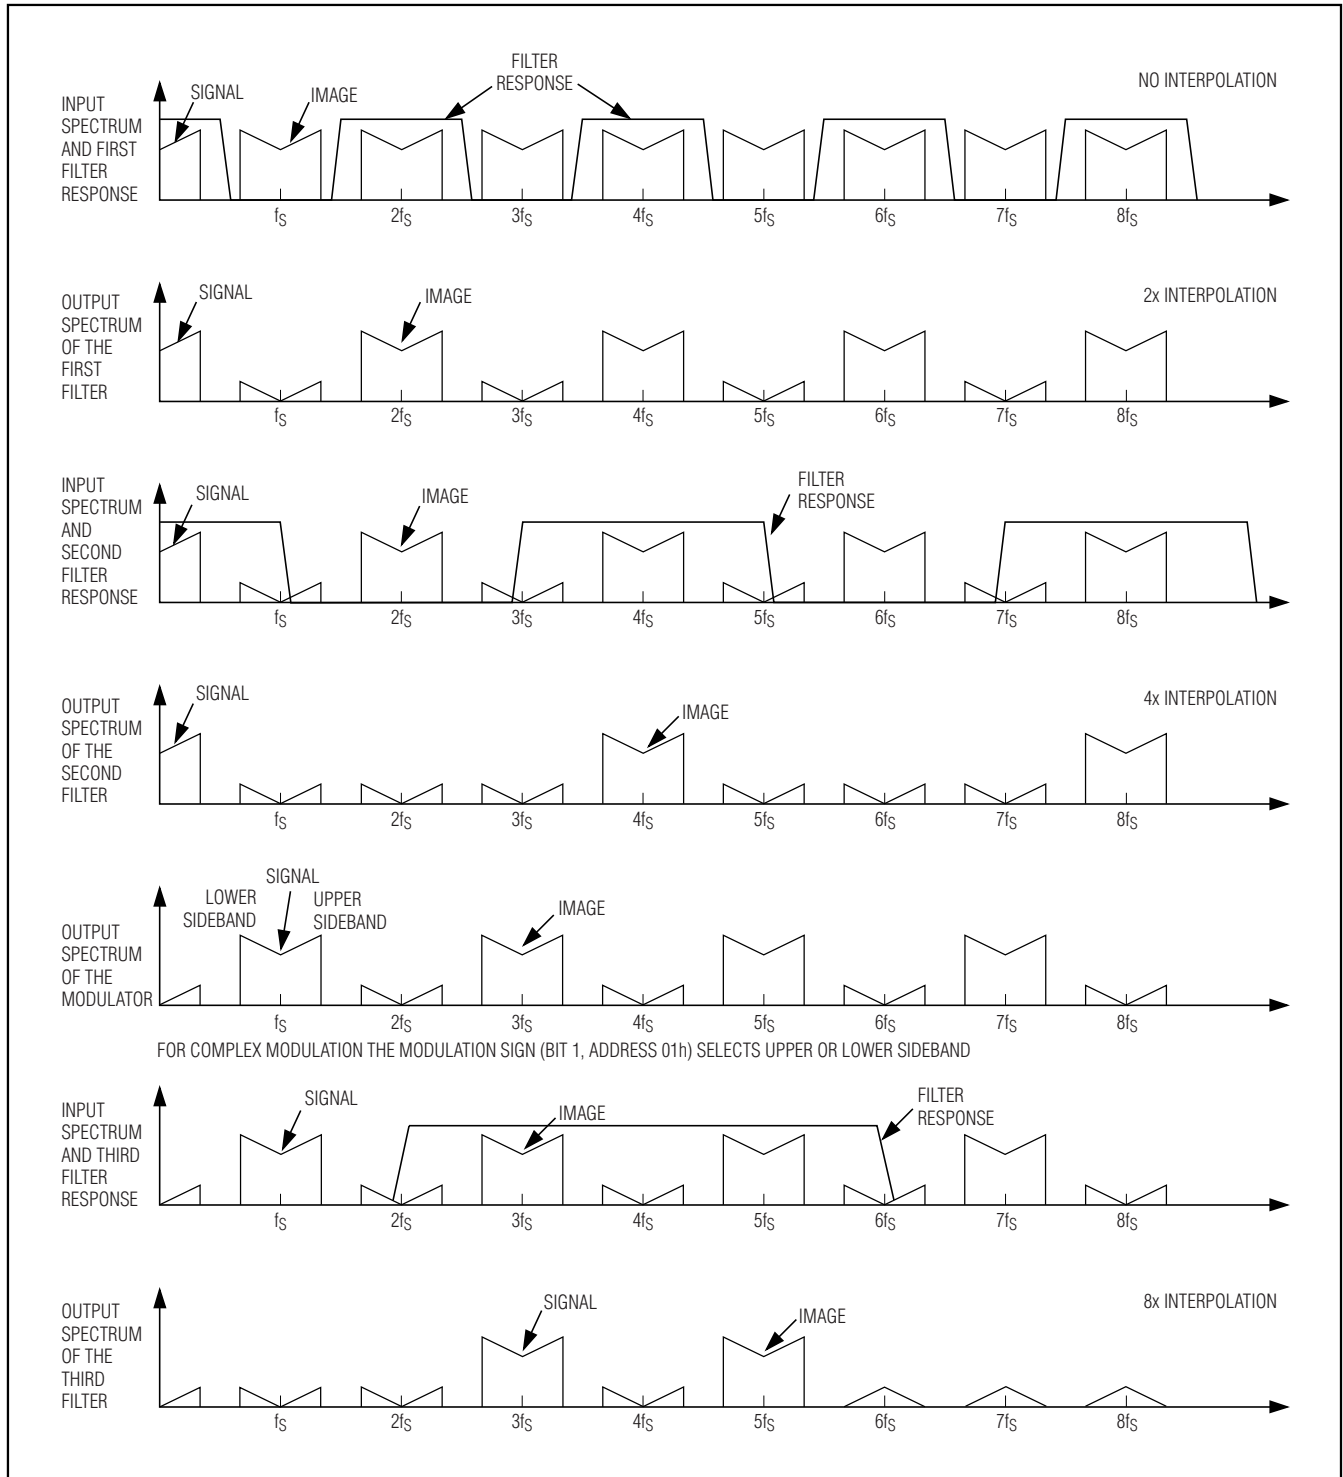 FILTER
RESPONSE
NO INTERPOLATION
SIGNAL
IMAGE
INPUT
SPECTRUM
AND FIRST
FILTER
RESPONSE
fS 2fS 3fS 4fS 5fS 6fS 7fS 8fS
SIGNAL
IMAGE
2x INTERPOLATION
OUTPUT
SPECTRUM
OF THE
FIRST
FILTER
fS 2fS 3fS 4fS 5fS 6fS 7fS 8fS
INPUT
SPECTRUM
AND
SECOND
FILTER
RESPONSE
SIGNAL
IMAGE
FILTER
RESPONSE
fS 2fS 3fS 4fS 5fS 6fS 7fS 8fS
SIGNAL
IMAGE
4x INTERPOLATION
OUTPUT
SPECTRUM
OF THE
SECOND
FILTER
fS 2fS 3fS 4fS 5fS 6fS 7fS 8fS
SIGNAL
LOWER
SIDEBAND
UPPER
SIDEBAND
IMAGE
OUTPUT
SPECTRUM
OF THE
MODULATOR
fS 2fS 3fS 4fS 5fS 6fS 7fS 8fS
FOR COMPLEX MODULATION THE MODULATION SIGN (BIT 1, ADDRESS 01h) SELECTS UPPER OR LOWER SIDEBAND
INPUT
SPECTRUM
AND THIRD
FILTER
RESPONSE
SIGNAL
IMAGE
FILTER
RESPONSE
fS 2fS 3fS 4fS 5fS 6fS 7fS 8fS
OUTPUT
SPECTRUM
OF THE
THIRD
FILTER
SIGNAL
IMAGE
8x INTERPOLATION
fS 2fS 3fS 4fS 5fS 6fS 7fS 8fS